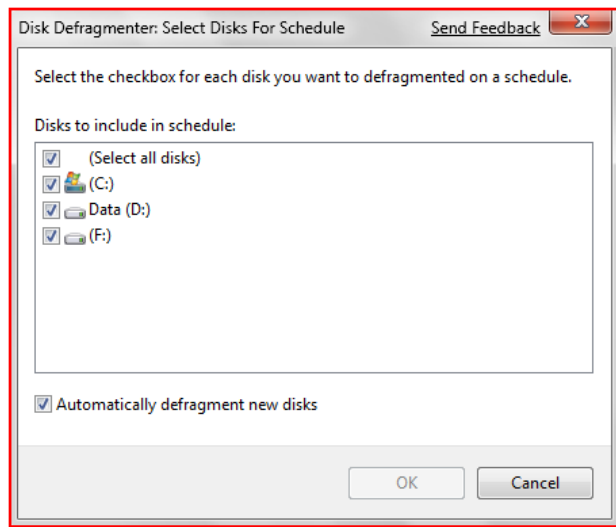 Disk Defragmenter: Select Disks For Schedule Send Feedback
Select the checkbox for each disk you want to defragmented on a schedule.
Disks to include in schedule:
(Select all disks)
(C:)
Data (D:)
(F:)
Automatically defragment new disks
OK Cancel